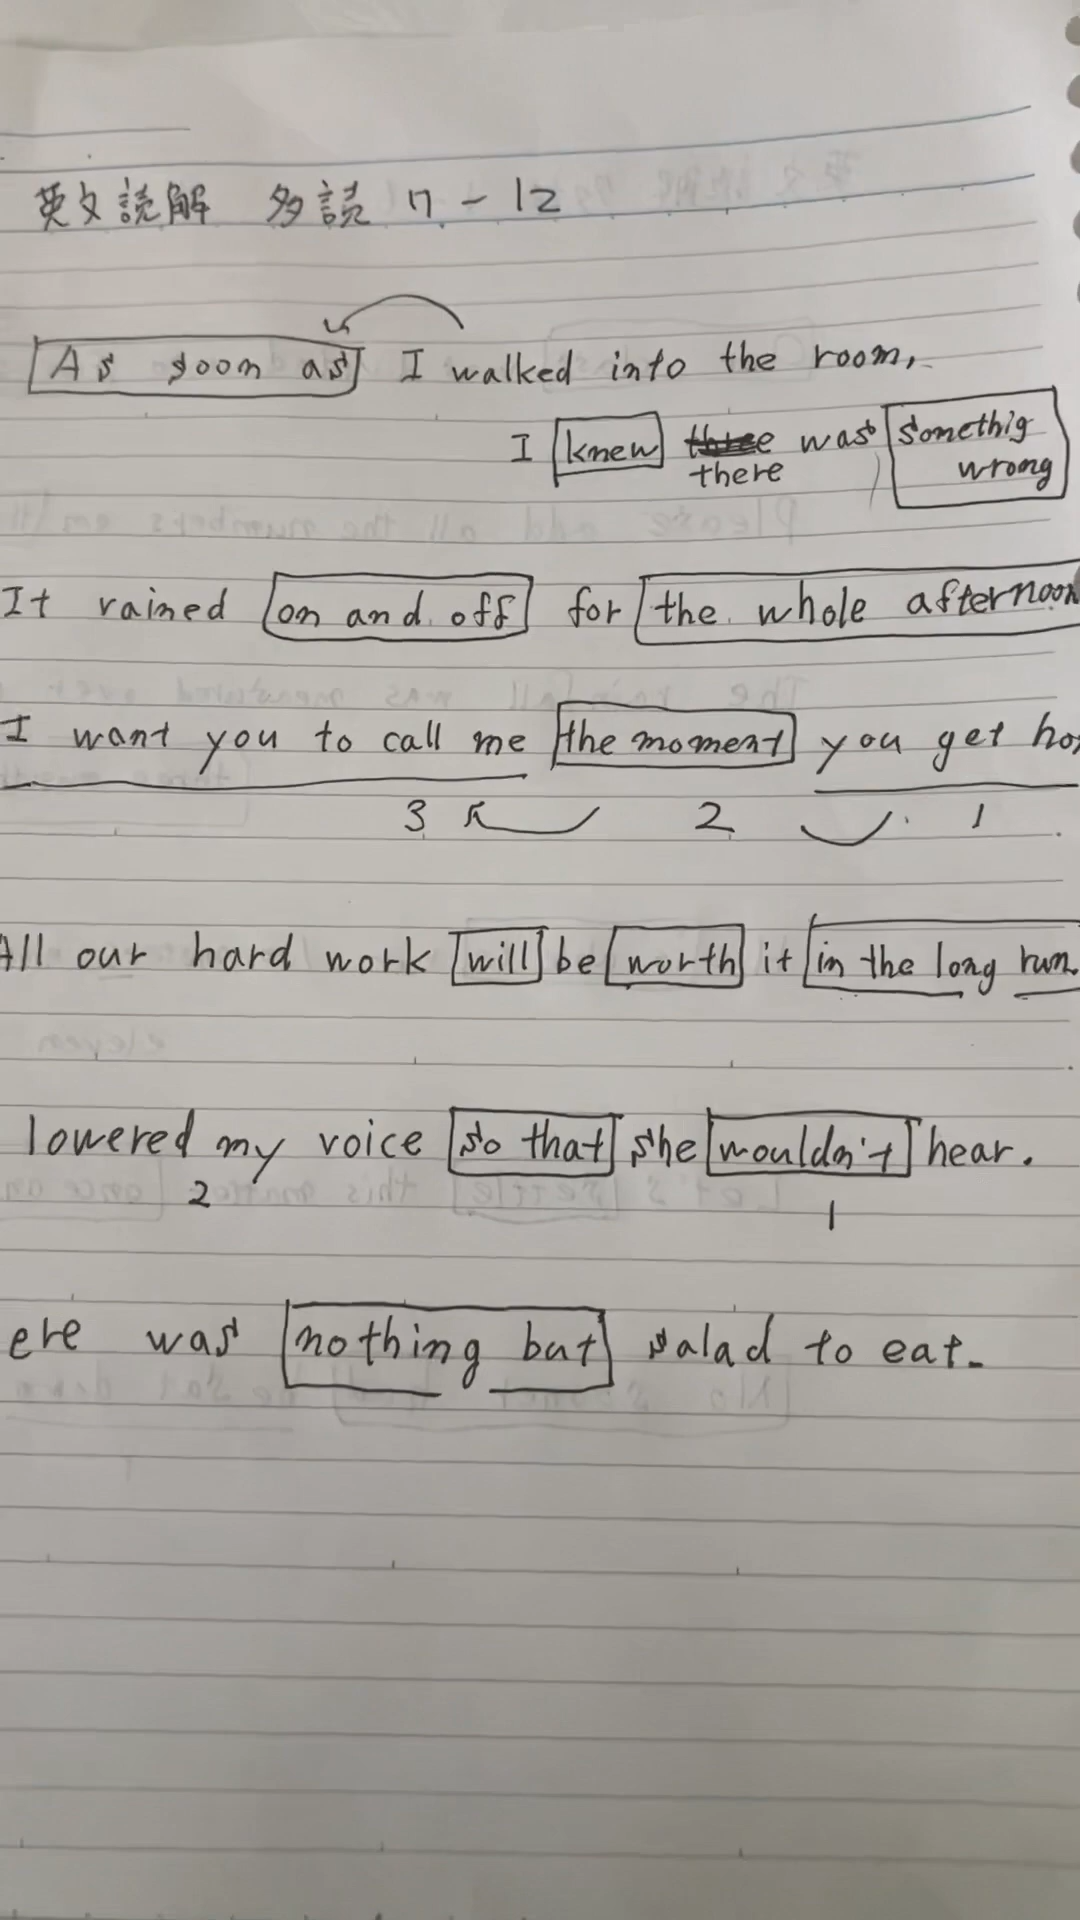 英文読解 多読 7-12
As soon as I walked into the room,
I knew there was somethig
wrong
It rained on and off for the whole afternoon
I want you to call me the moment you get ho
3 2 1
All our hard work will be worth it in the long run.
lowered my voice so that she wouldn't hear.
2 1
ere was nothing but salad to eat.